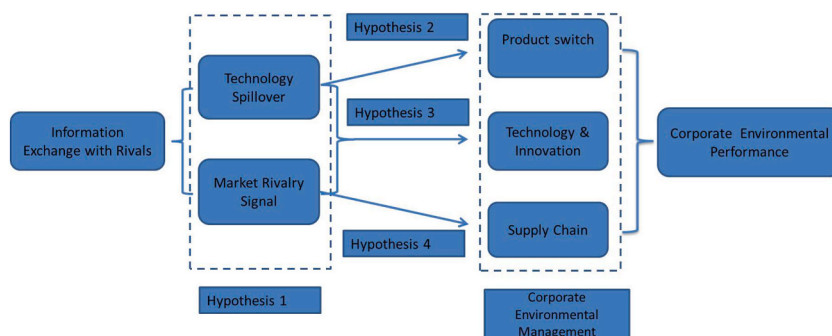 Hypothesis 2
Product switch
Technology
Spillover
Hypothesis 3
Information
Exchange with Rivals
Technology &
Innovation
Corporate Environmental
Performance
Market Rivalry
Signal
Supply Chain
Hypothesis 4
Hypothesis 1
Corporate
Environmental
Management